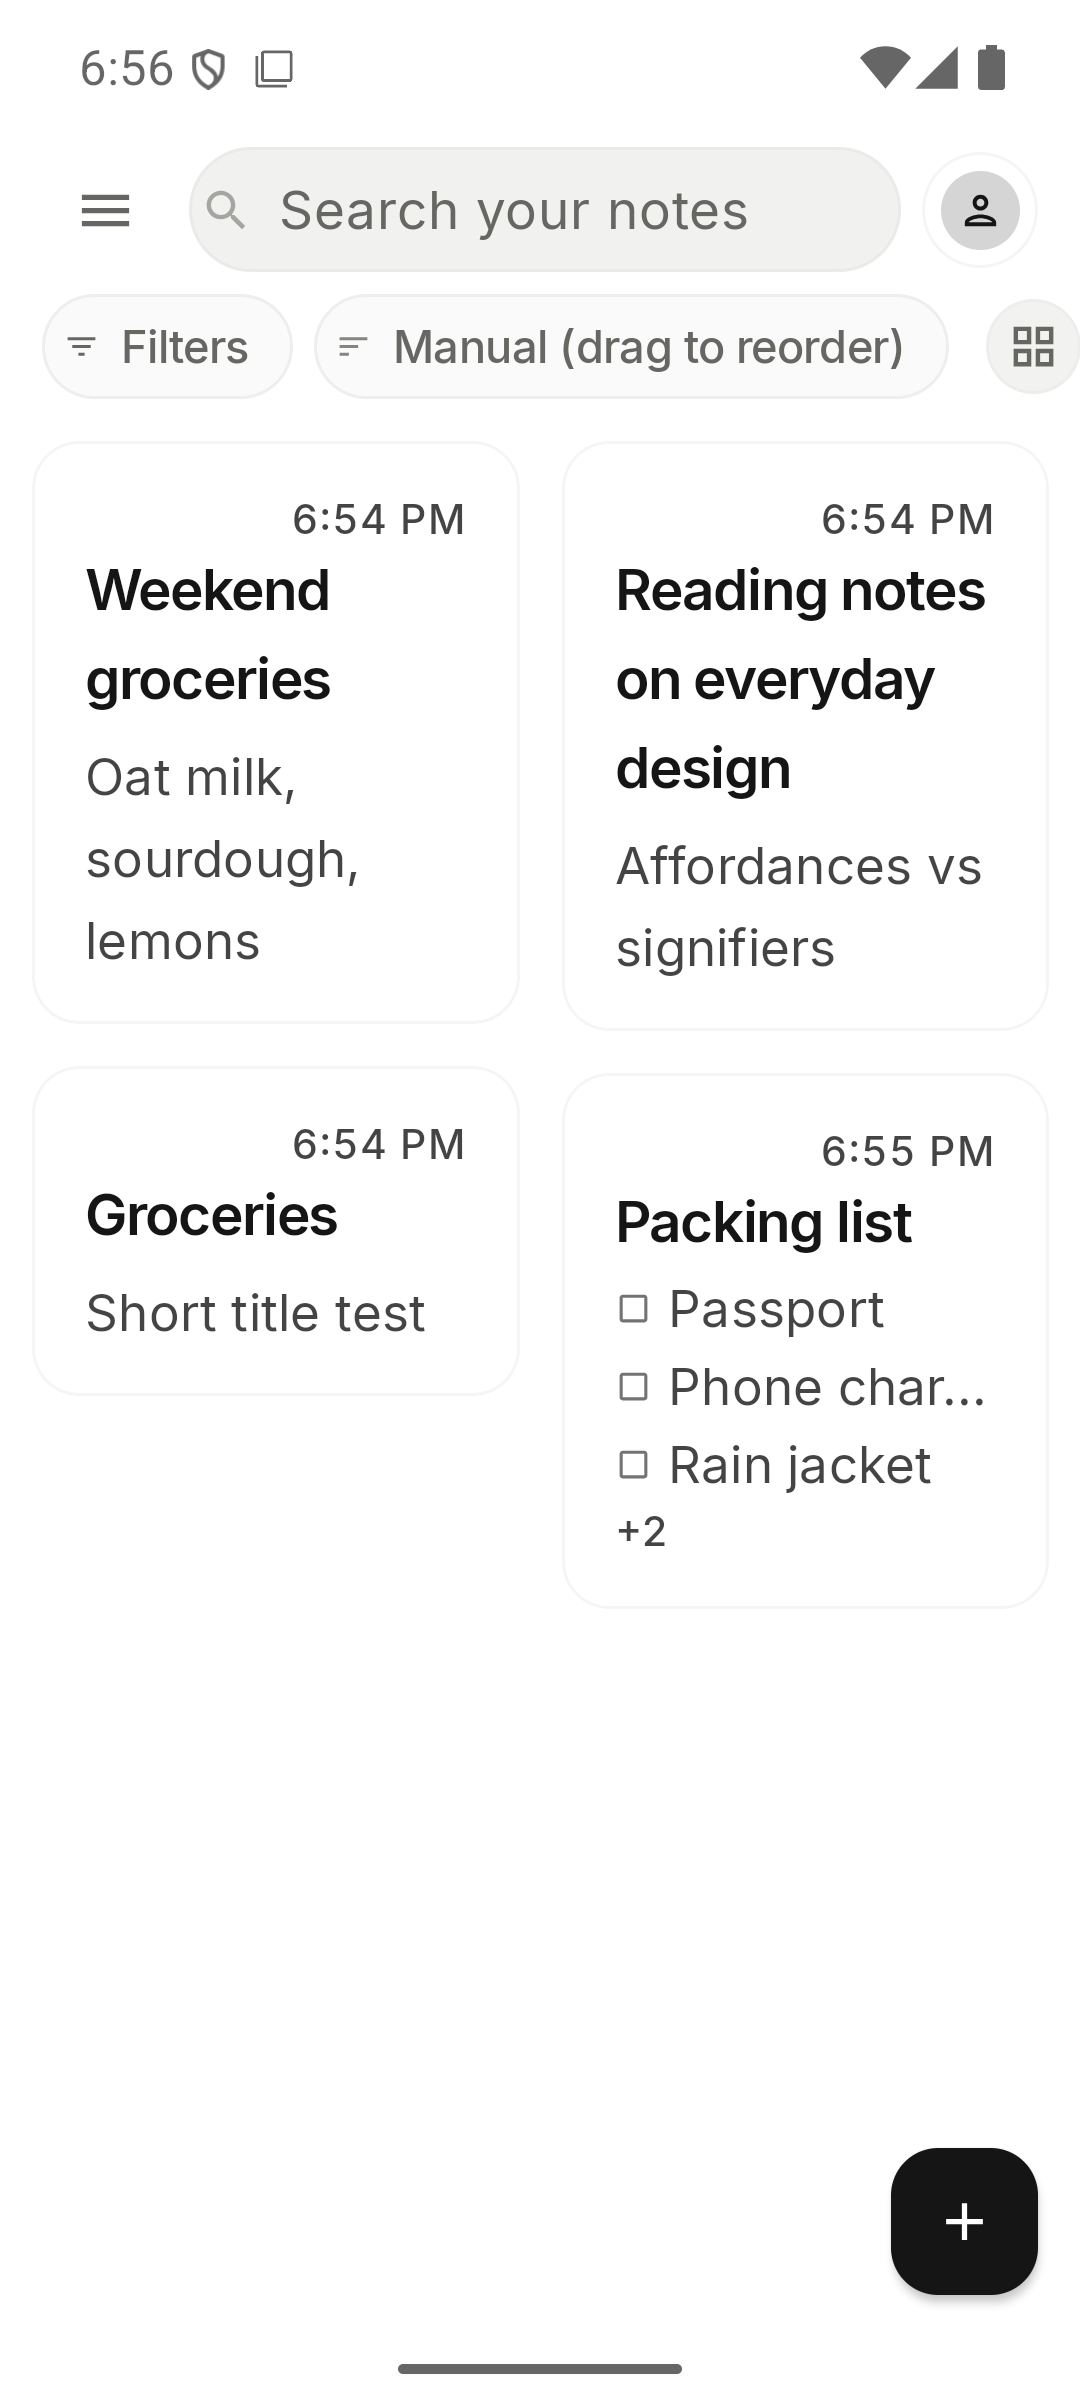 6:56
Search your notes
Filters
Manual (drag to reorder)
6:54 PM
Weekend
groceries
Oat milk,
sourdough,
lemons
6:54 PM
Reading notes
on everyday
design
Affordances vs
signifiers
6:54 PM
Groceries
Short title test
6:55 PM
Packing list
Passport
Phone char...
Rain jacket
+2